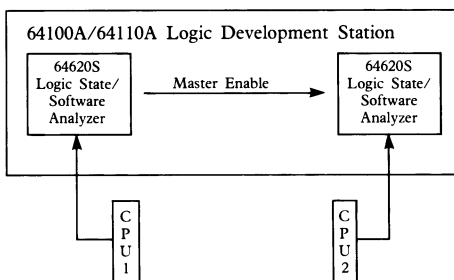 64100A/64110A Logic Development Station
64620S
Logic State/
Software
Analyzer
Master Enable
64620S
Logic State/
Software
Analyzer
C
P
U
1
C
P
U
2